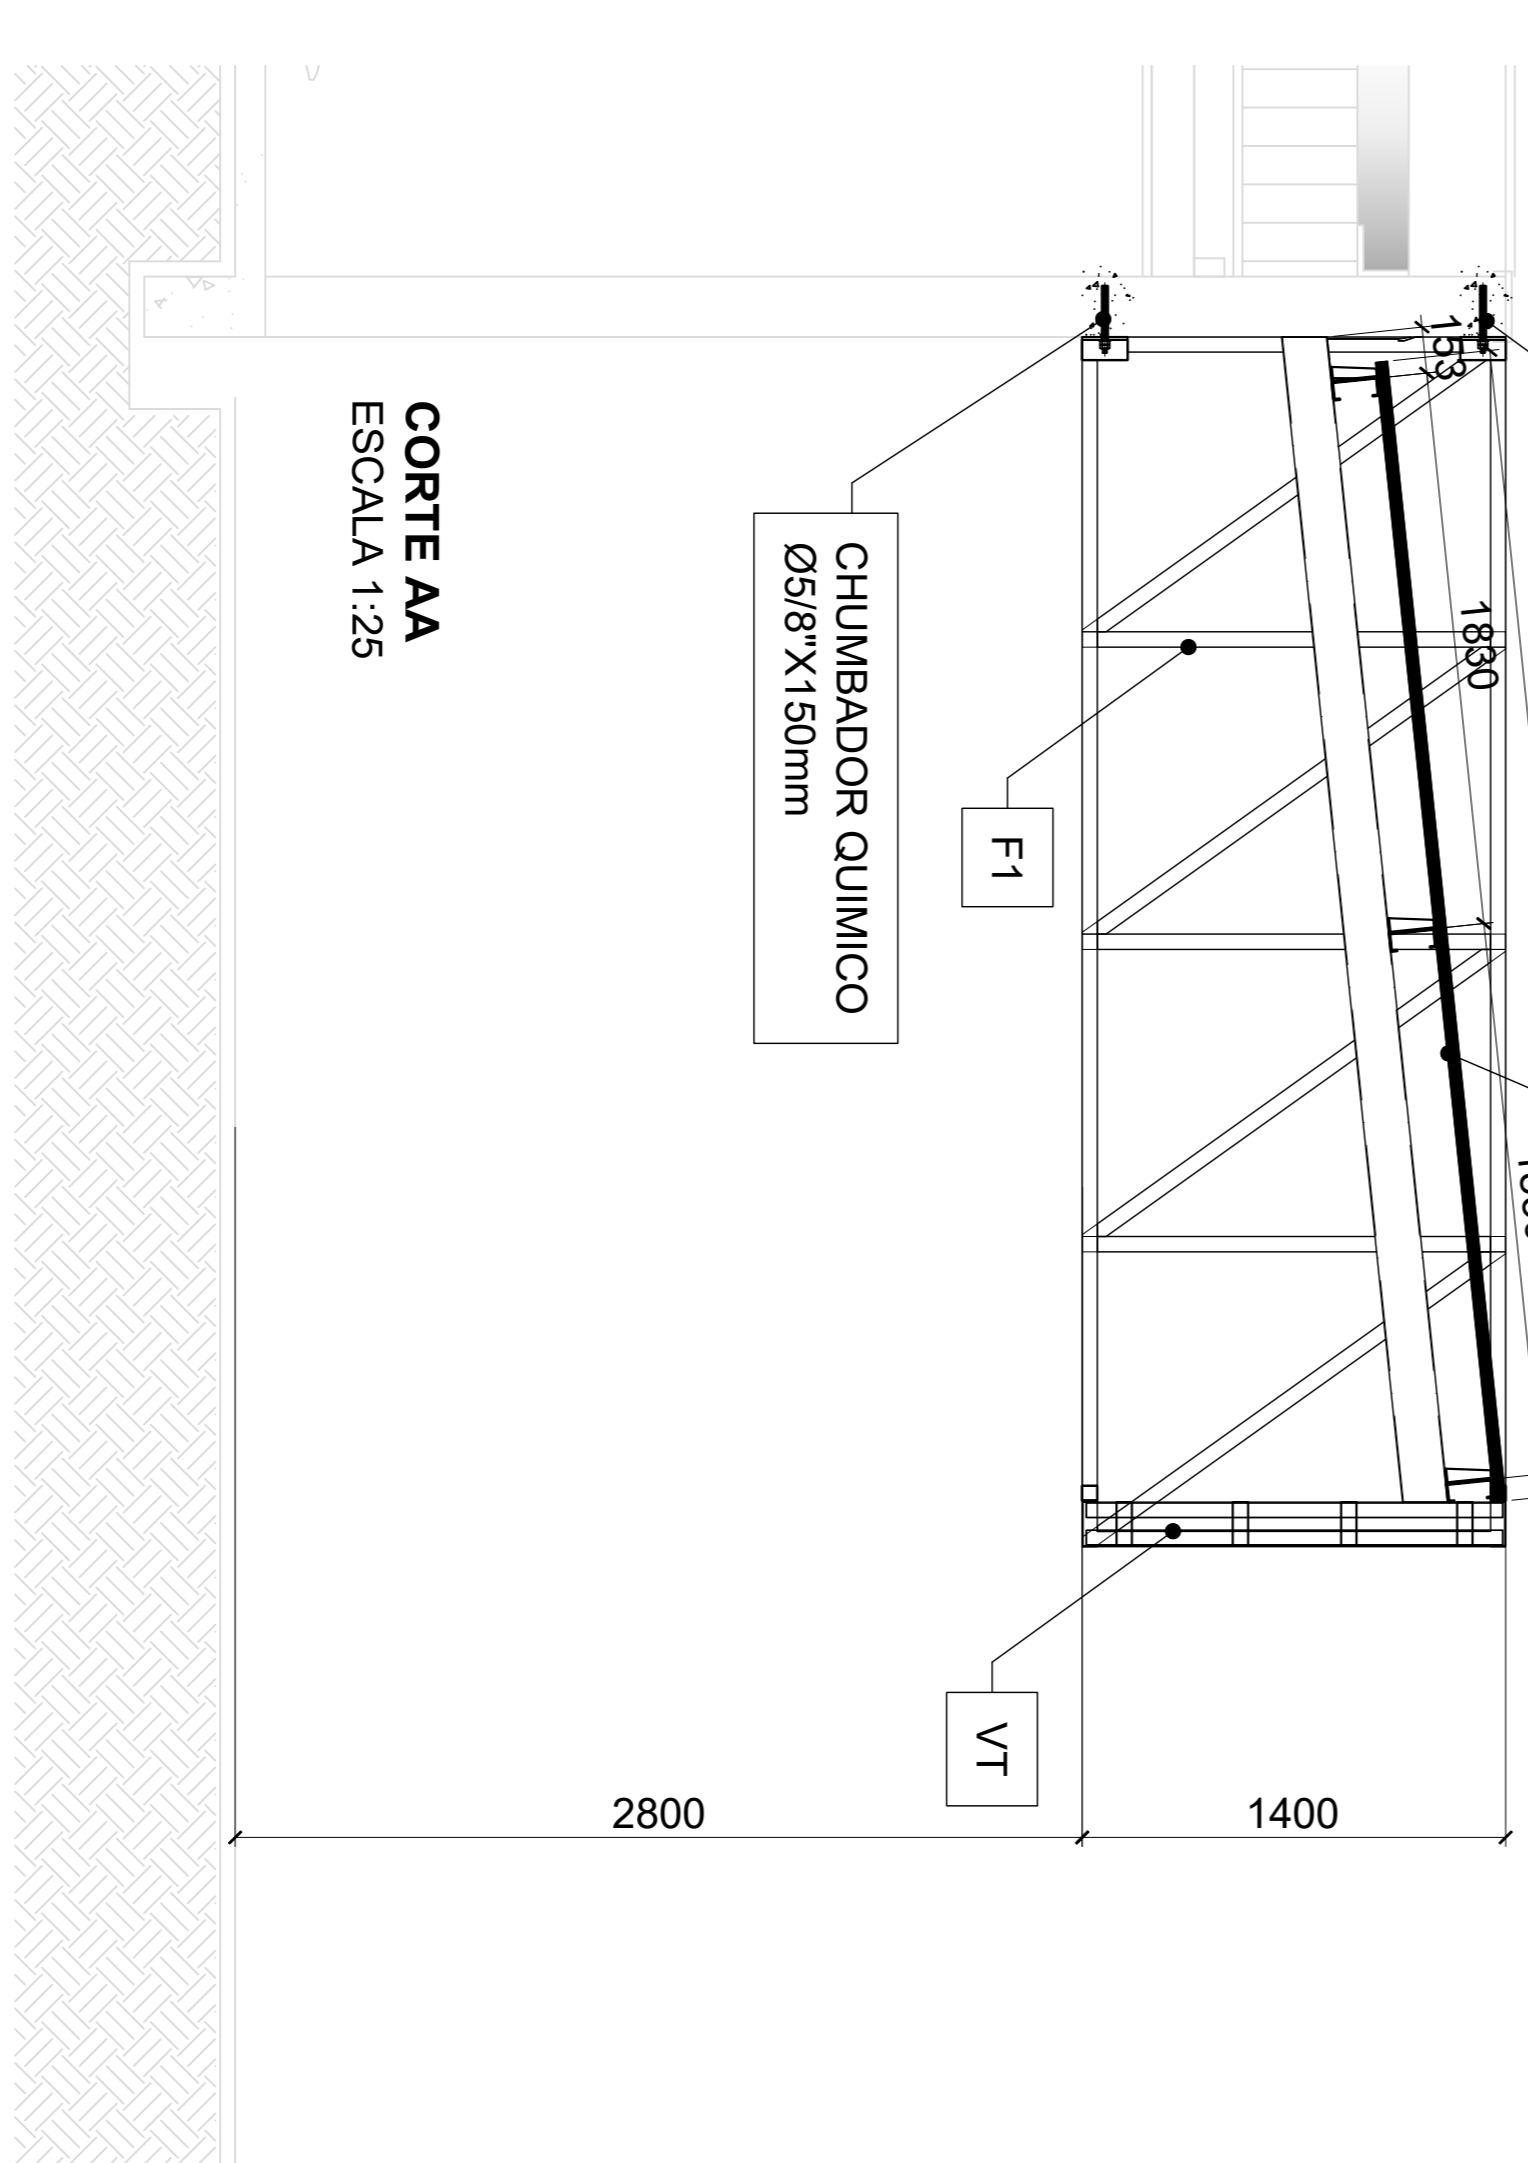 153
1830
F1
CHUMBADOR QUIMICO
Ø5/8"X150mm
CORTE AA
ESCALA 1:25
VT
2800
1400